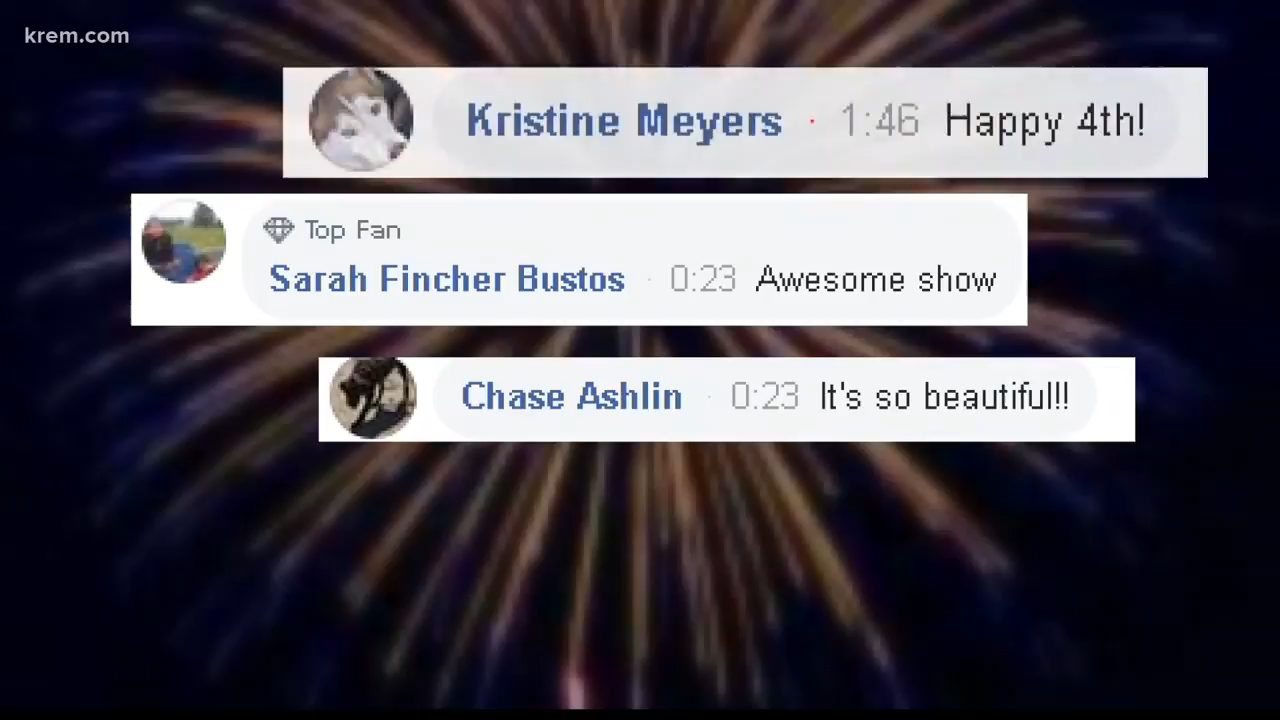 krem.com
Kristine Meyers · 1:46 Happy 4th!
Top Fan
Sarah Fincher Bustos · 0:23 Awesome show
Chase Ashlin · 0:23 It's so beautiful!!